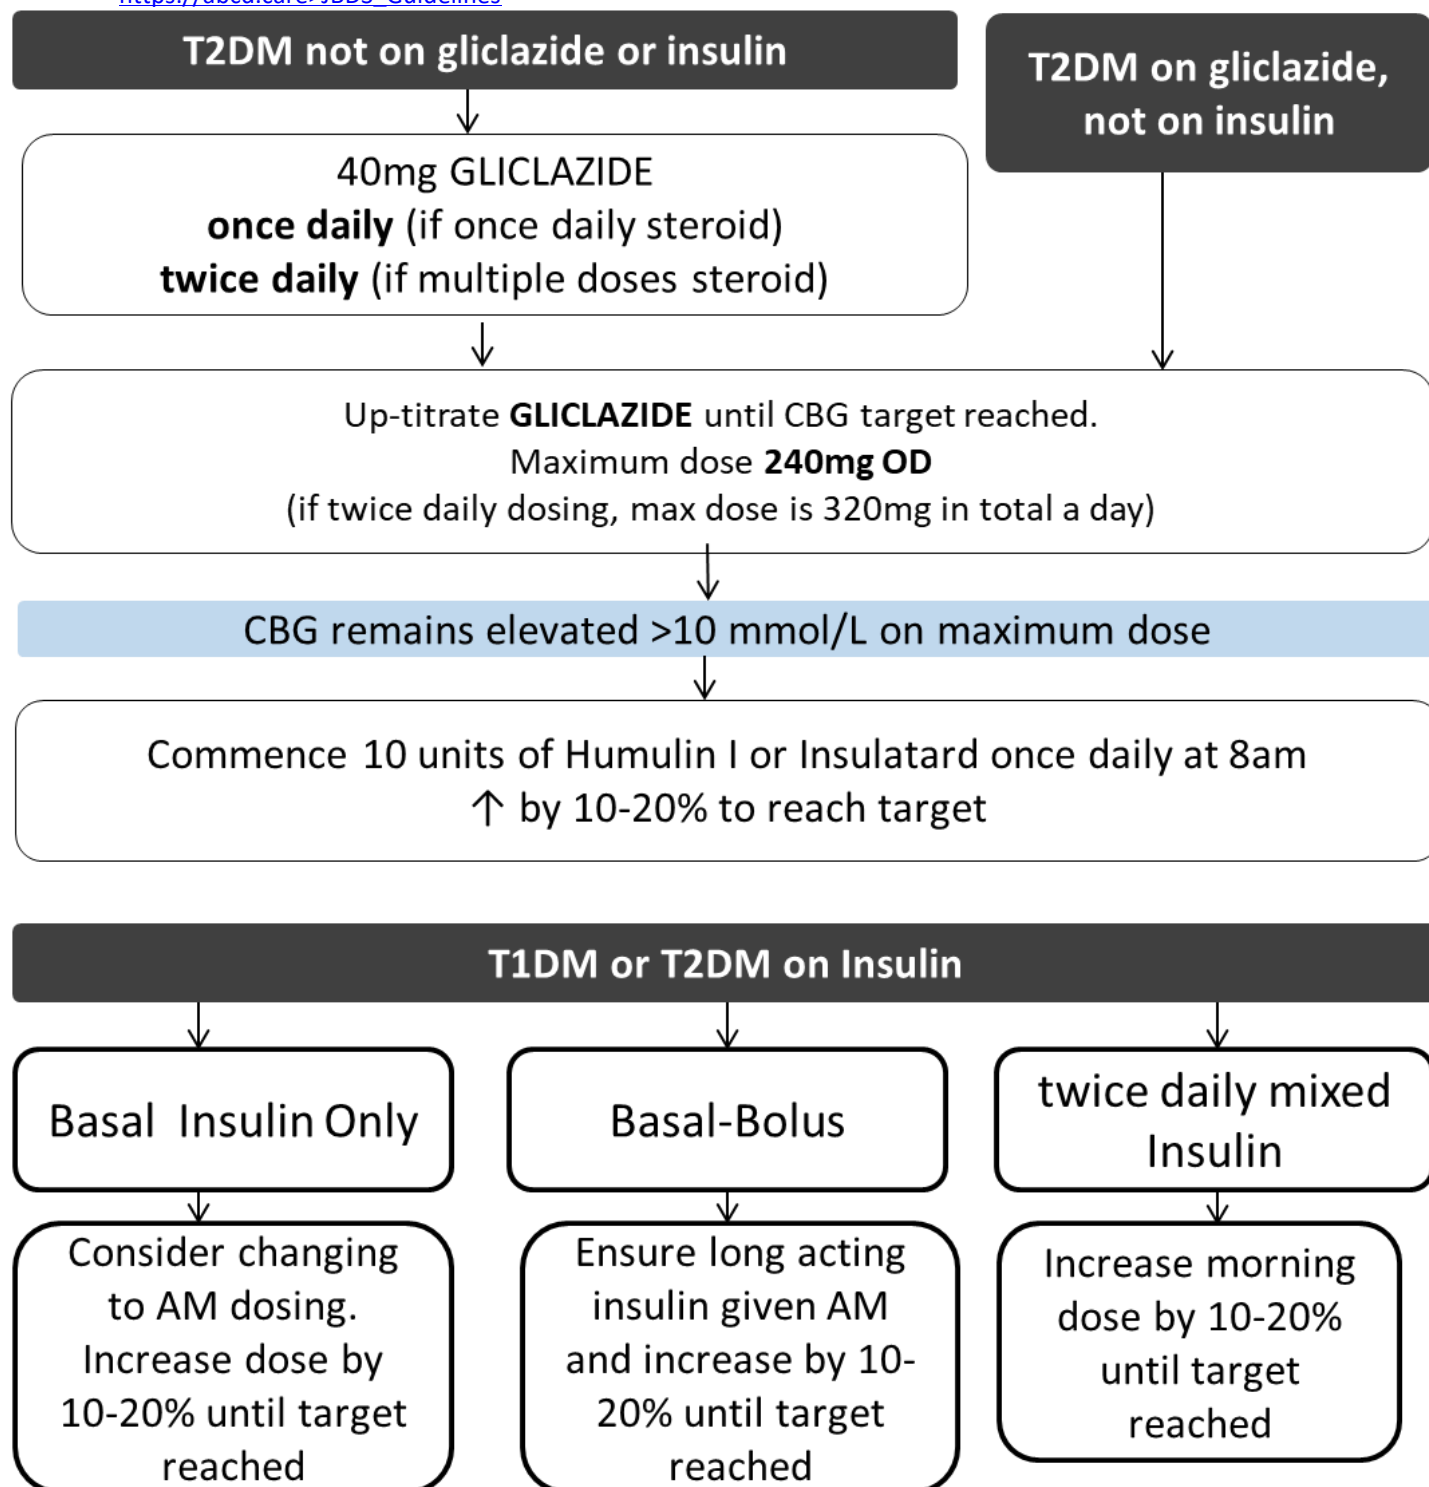 https://abcd.care>JBDS_Guidelines
T2DM not on gliclazide or insulin
T2DM on gliclazide,
not on insulin
40mg GLICLAZIDE
once daily (if once daily steroid)
twice daily (if multiple doses steroid)
Up-titrate GLICLAZIDE until CBG target reached.
Maximum dose 240mg OD
(if twice daily dosing, max dose is 320mg in total a day)
CBG remains elevated >10 mmol/L on maximum dose
Commence 10 units of Humulin I or Insulatard once daily at 8am
↑ by 10-20% to reach target
T1DM or T2DM on Insulin
Basal Insulin Only
Consider changing
to AM dosing.
Increase dose by
10-20% until target
reached
Basal-Bolus
Ensure long acting
insulin given AM
and increase by 10-
20% until target
reached
twice daily mixed
Insulin
Increase morning
dose by 10-20%
until target
reached